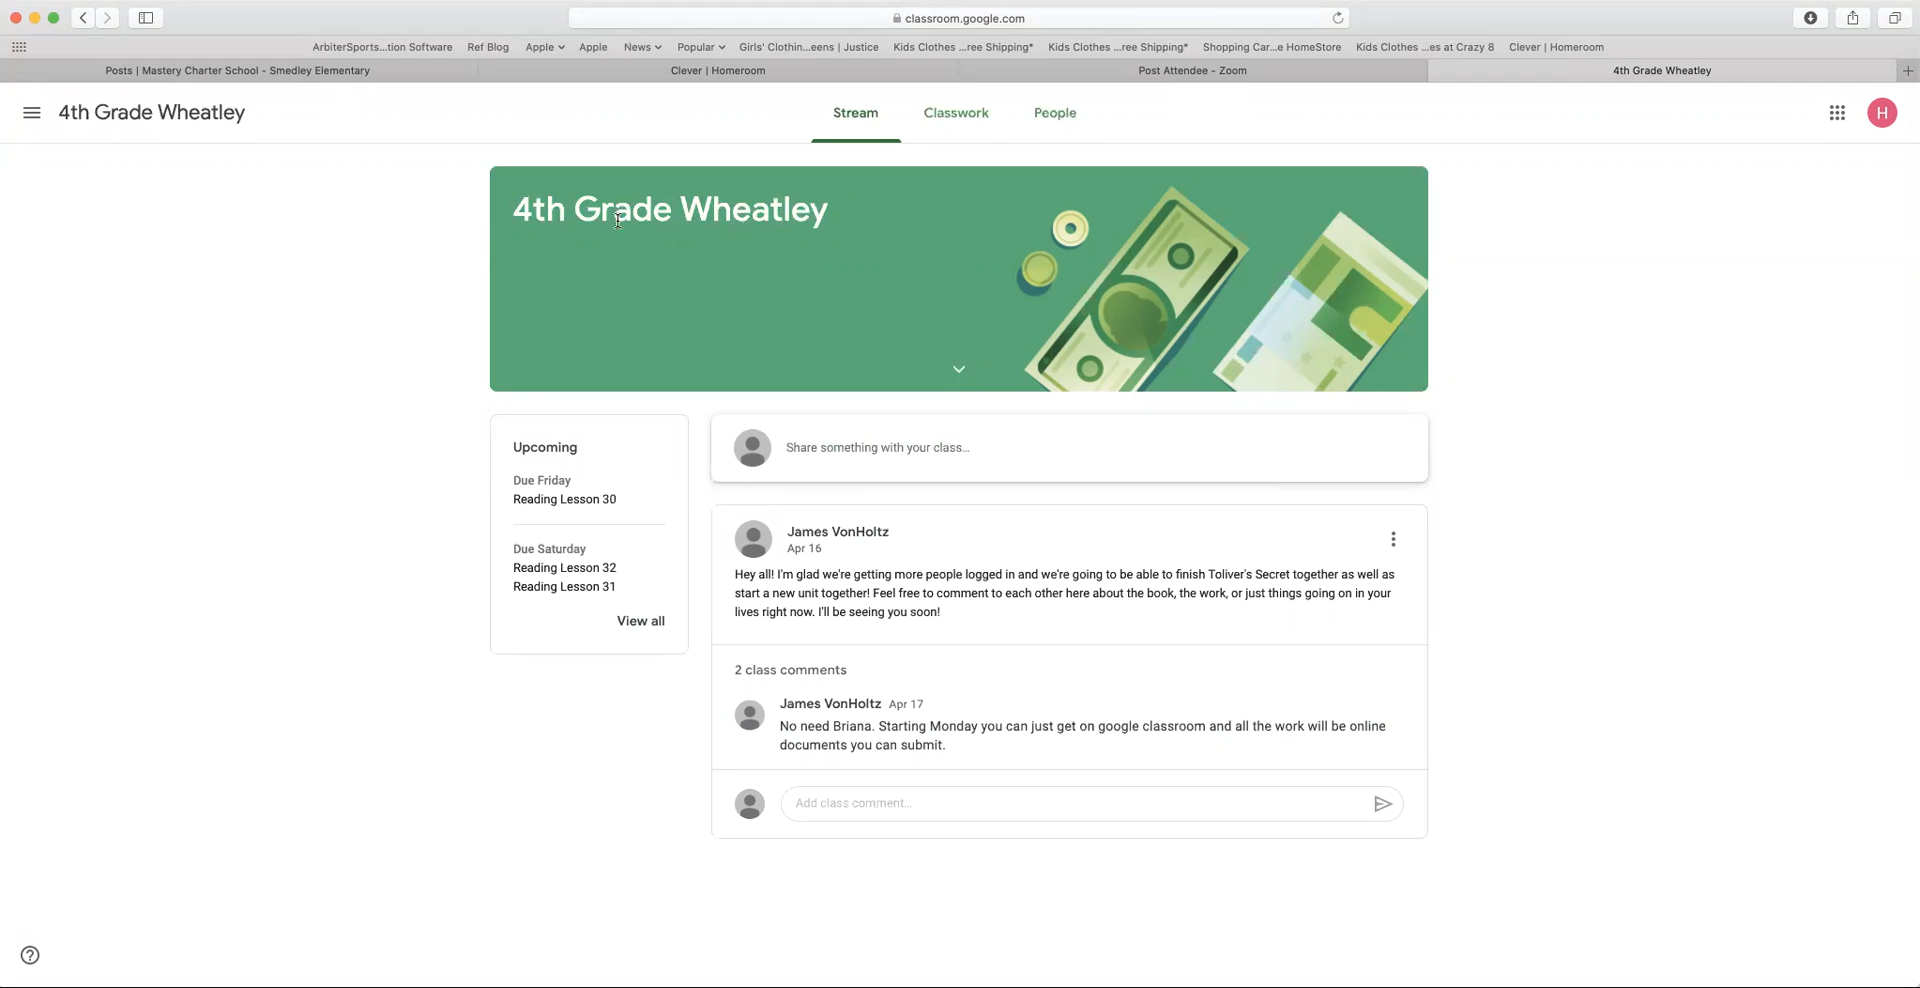 classroom.google.com
ArbiterSports...tion Software Ref Blog Apple Apple News Popular Girls' Clothin...eens | Justice Kids Clothes ...ree Shipping* Kids Clothes ...ree Shipping* Shopping Car...e HomeStore Kids Clothes ...es at Crazy 8 Clever | Homeroom
Posts | Mastery Charter School - Smedley Elementary Clever | Homeroom Post Attendee - Zoom 4th Grade Wheatley
4th Grade Wheatley Stream Classwork People H
4th Grade Wheatley
Upcoming
Due Friday
Reading Lesson 30
Due Saturday
Reading Lesson 32
Reading Lesson 31
View all
Share something with your class...
James VonHoltz
Apr 16
Hey all! I'm glad we're getting more people logged in and we're going to be able to finish Toliver's Secret together as well as
start a new unit together! Feel free to comment to each other here about the book, the work, or just things going on in your
lives right now. I'll be seeing you soon!
2 class comments
James VonHoltz Apr 17
No need Briana. Starting Monday you can just get on google classroom and all the work will be online
documents you can submit.
Add class comment...